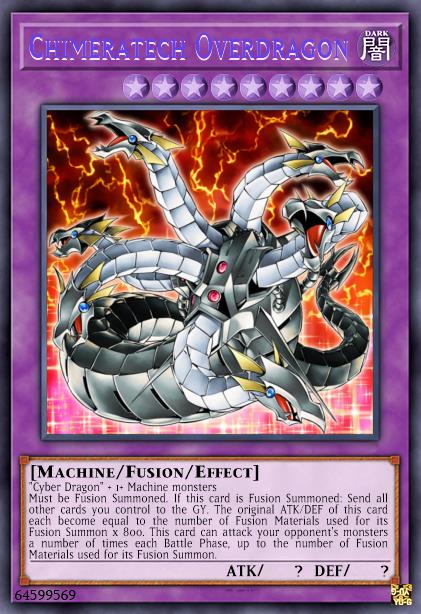 Chimeratech Overdragon
DARK
闇
[Machine/Fusion/Effect]
"Cyber Dragon" + 1+ Machine monsters
Must be Fusion Summoned. If this card is Fusion Summoned: Send all
other cards you control to the GY. The original ATK/DEF of this card
each become equal to the number of Fusion Materials used for its
Fusion Summon x 800. This card can attack your opponent's monsters
a number of times each Battle Phase, up to the number of Fusion
Materials used for its Fusion Summon.
ATK/ ? DEF/ ?
64599569